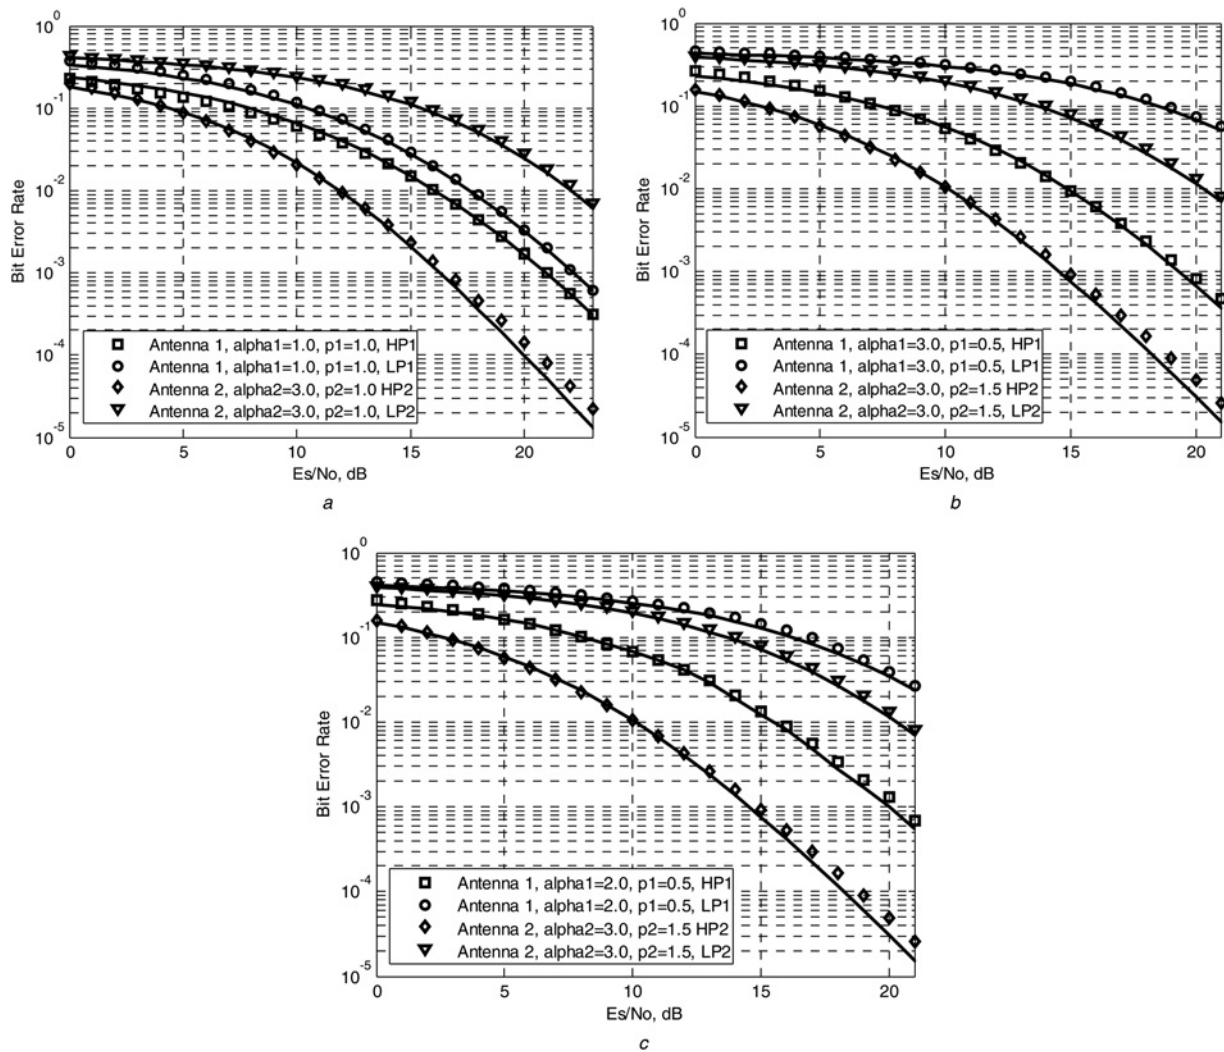 10^0
10^-1
10^-2
10^-3
10^-4
10^-5
Bit Error Rate
Antenna 1, alpha1=1.0, p1=1.0, HP1
Antenna 1, alpha1=1.0, p1=1.0, LP1
Antenna 2, alpha2=3.0, p2=1.0 HP2
Antenna 2, alpha2=3.0, p2=1.0, LP2
0 5 10 15 20
Es/No, dB
a
10^0
10^-1
10^-2
10^-3
10^-4
10^-5
Bit Error Rate
Antenna 1, alpha1=3.0, p1=0.5, HP1
Antenna 1, alpha1=3.0, p1=0.5, LP1
Antenna 2, alpha2=3.0, p2=1.5 HP2
Antenna 2, alpha2=3.0, p2=1.5, LP2
0 5 10 15 20
Es/No, dB
b
10^0
10^-1
10^-2
10^-3
10^-4
10^-5
Bit Error Rate
Antenna 1, alpha1=2.0, p1=0.5, HP1
Antenna 1, alpha1=2.0, p1=0.5, LP1
Antenna 2, alpha2=3.0, p2=1.5 HP2
Antenna 2, alpha2=3.0, p2=1.5, LP2
0 5 10 15 20
Es/No, dB
c